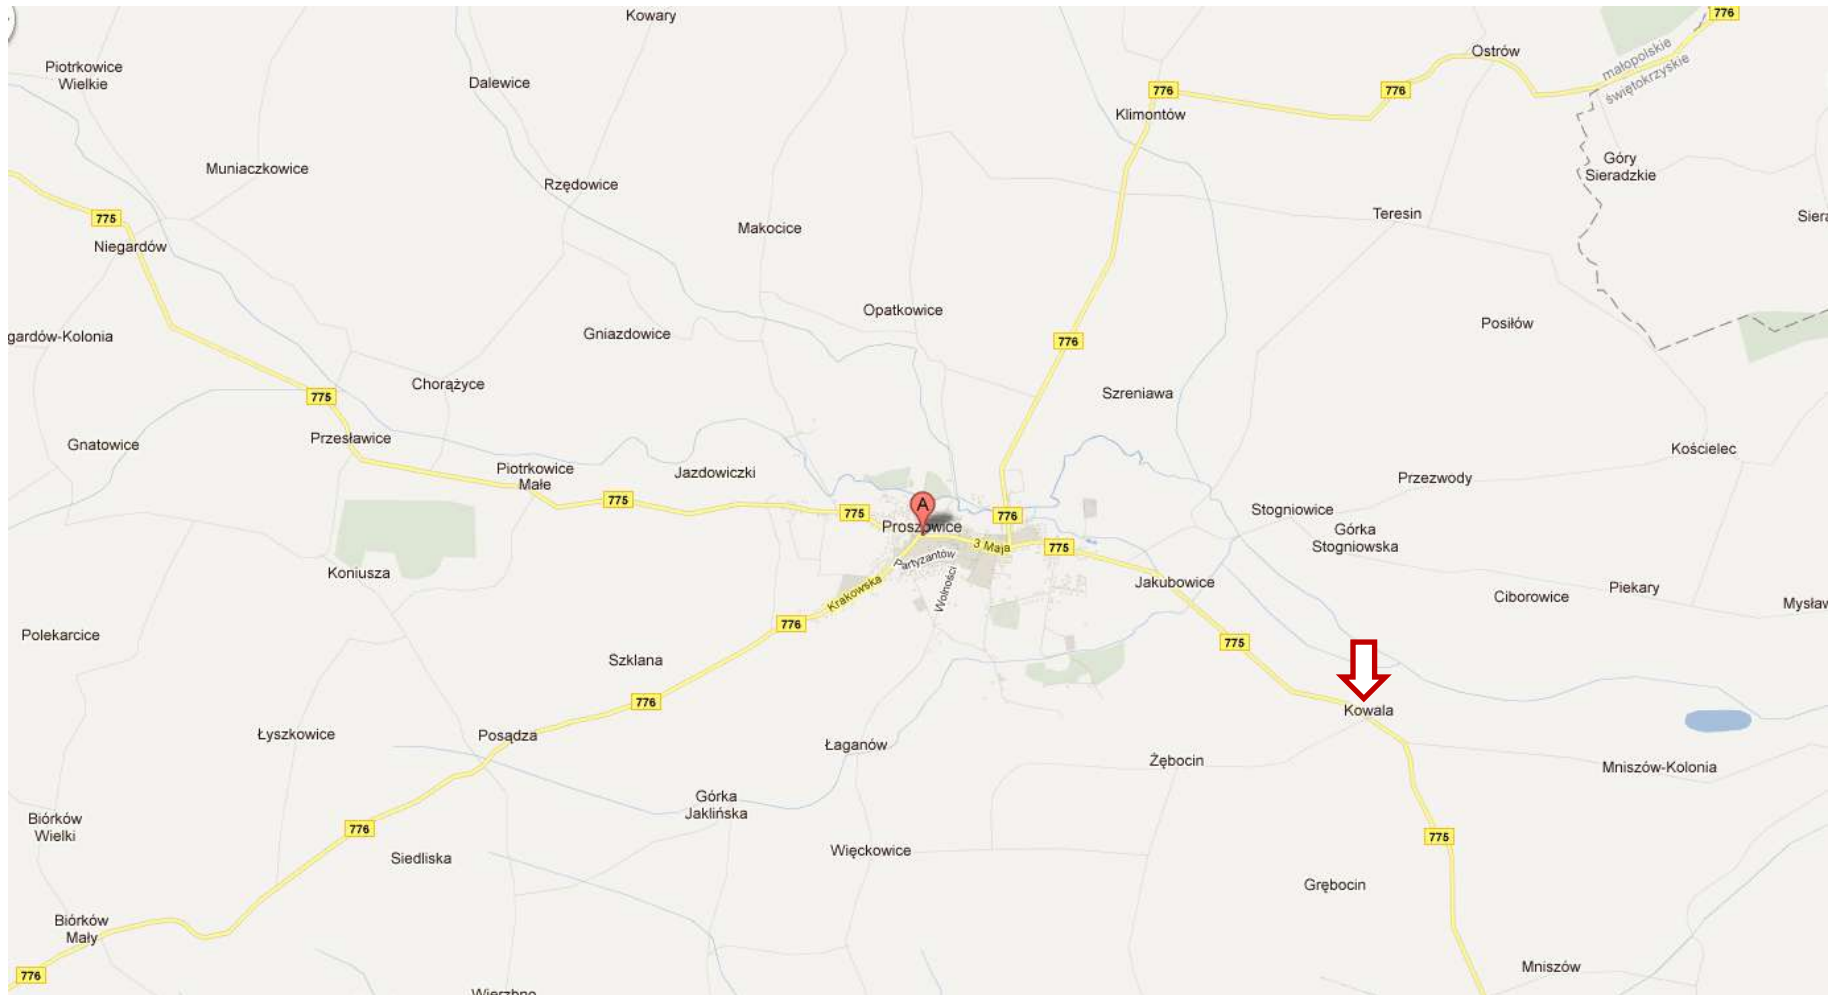 Kowary
776
Ostrów
Piotrkowice
Wielkie
małopolskie
świętokrzyskie
Dalewice
776
776
Klimontów
Muniaczkowice
Góry
Sieradzkie
Rzędowice
775
Teresin
Siera
Makocice
Niegardów
Opatkowice
Posiłów
gardów-Kolonia
Gniazdowice
776
Chorążyce
Szreniawa
775
Przesławice
Gnatowice
Kościelec
Piotrkowice
Małe
Jazdowiczki
Przezwody
775
775
A
776
Stogniowice
Proszowice
Górka
Stogniowska
3 Maja
775
Partyzantów
Koniusza
Wolności
Jakubowice
Krakowska
Piekary
Ciborowice
Mysław
776
Polekarcice
775
Szklana
776
Kowala
Łyszkowice
Posądza
Łaganów
Żębocin
Mniszów-Kolonia
Górka
Jaklińska
Biórków
Wielki
776
775
Siedliska
Więckowice
Grębocin
Biórków
Mały
776
Mniszów
Wierzbno